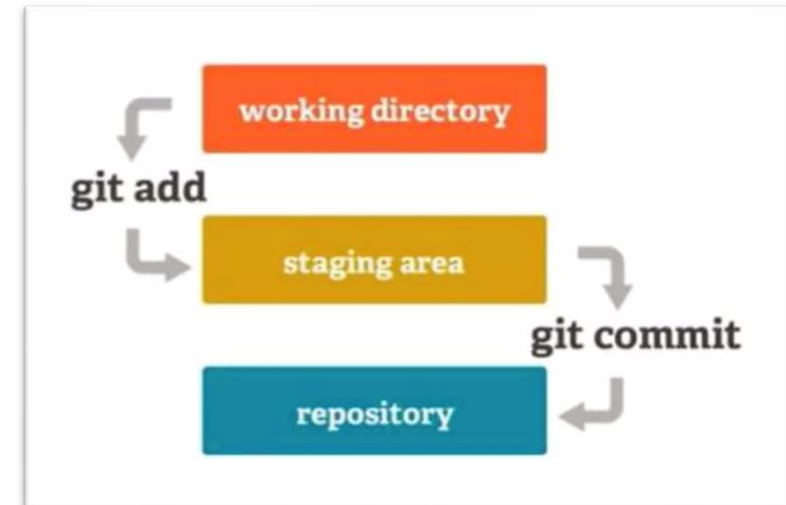 working directory
git add
staging area
git commit
repository